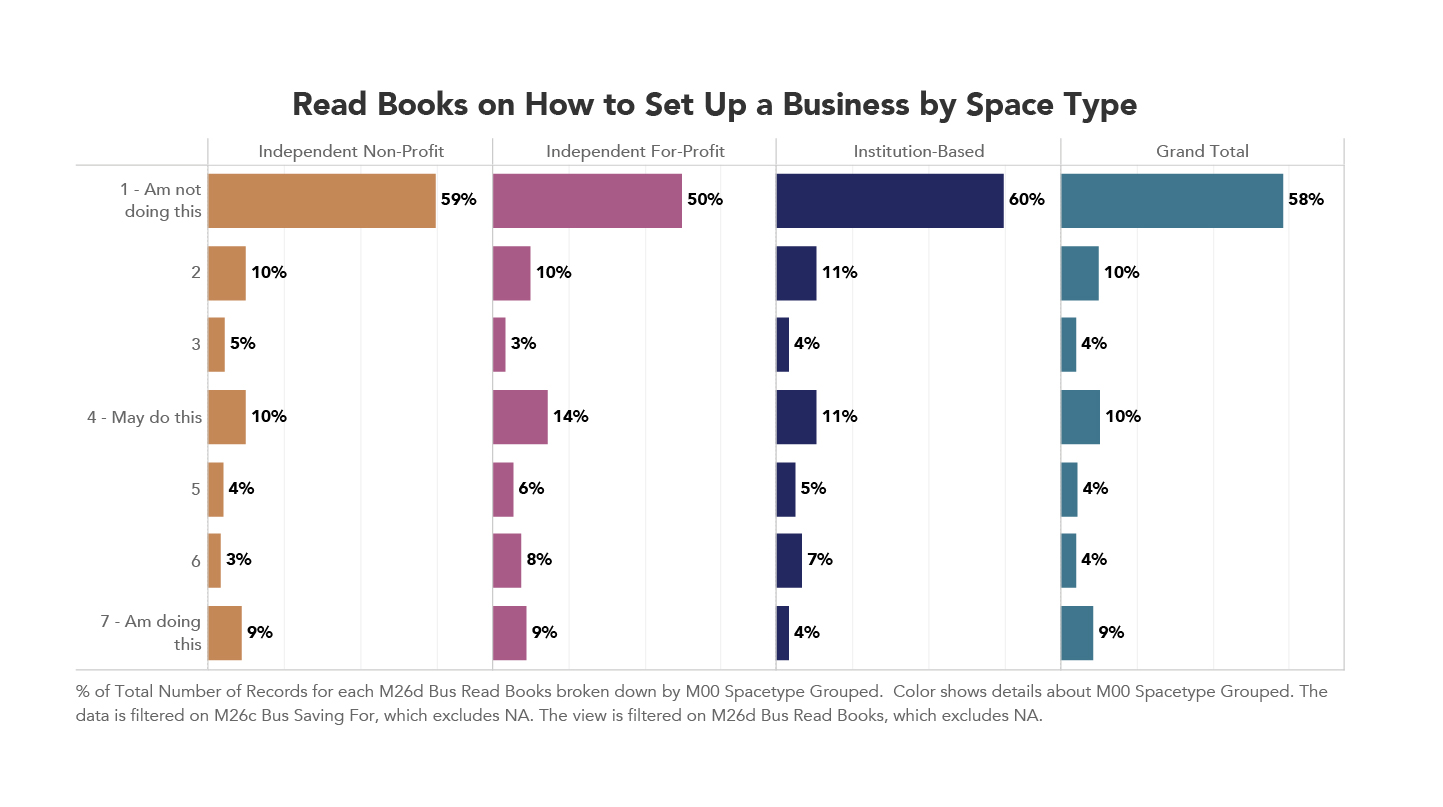 Read Books on How to Set Up a Business by Space Type
Independent Non-Profit Independent For-Profit Institution-Based Grand Total
1 - Am not
doing this 59% 50% 60% 58%
2 10% 10% 11% 10%
3 5% 3% 4% 4%
4 - May do this 10% 14% 11% 10%
5 4% 6% 5% 4%
6 3% 8% 7% 4%
7 - Am doing
this 9% 9% 4% 9%
% of Total Number of Records for each M26d Bus Read Books broken down by M00 Spacetype Grouped.  Color shows details about M00 Spacetype Grouped. The
data is filtered on M26c Bus Saving For, which excludes NA. The view is filtered on M26d Bus Read Books, which excludes NA.